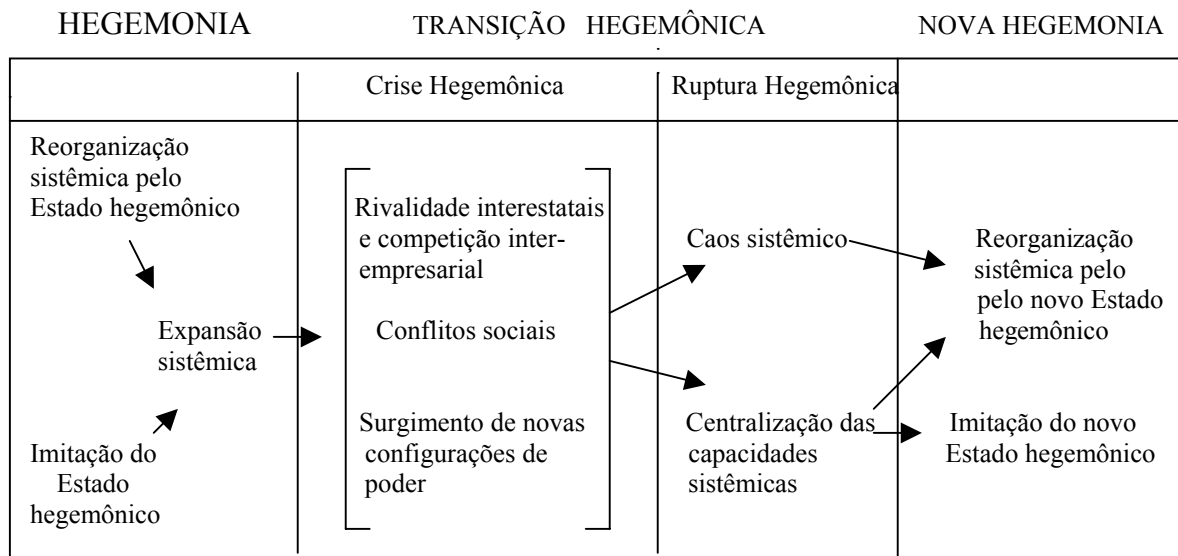 HEGEMONIA
TRANSIÇÃO HEGEMÔNICA
NOVA HEGEMONIA
Crise Hegemônica
Ruptura Hegemônica
Reorganização
sistêmica pelo
Estado hegemônico
Expansão
sistêmica
Imitação do
Estado
hegemônico
Rivalidade interestatais
e competição inter-
empresarial
Conflitos sociais
Surgimento de novas
configurações de
poder
Caos sistêmico
Centralização das
capacidades
sistêmicas
Reorganização
sistêmica pelo
pelo novo Estado
hegemônico
Imitação do novo
Estado hegemônico